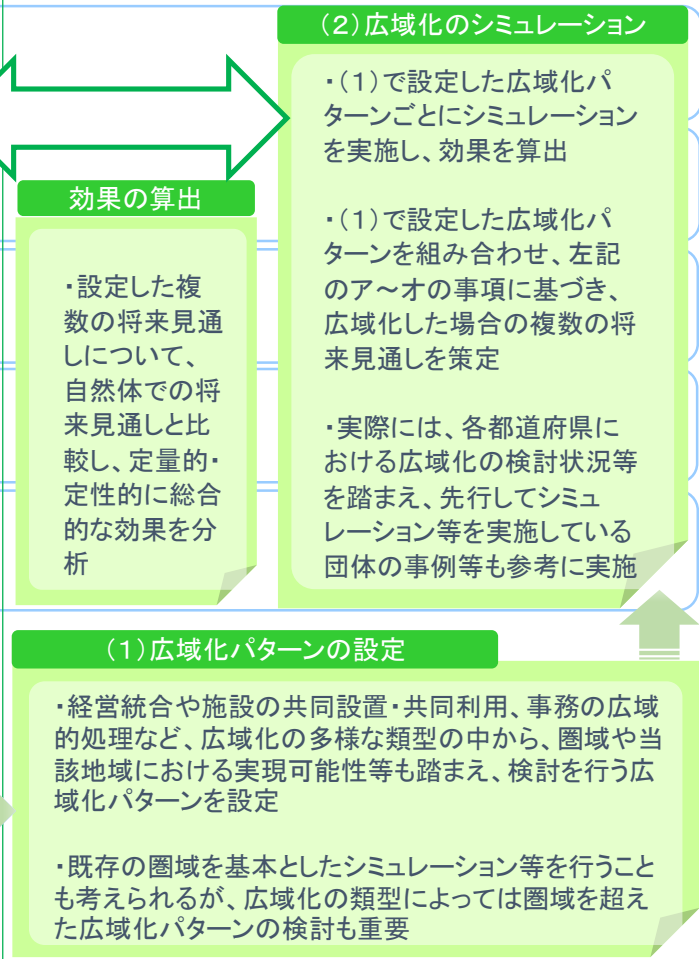 (2)広域化のシミュレーション
・(1)で設定した広域化パ
ターンごとにシミュレーション
を実施し、効果を算出
・(1)で設定した広域化パ
ターンを組み合わせ、左記
のア～オの事項に基づき、
広域化した場合の複数の将
来見通しを策定
・実際には、各都道府県に
おける広域化の検討状況等
を踏まえ、先行してシミュ
レーション等を実施している
団体の事例等も参考に実施
効果の算出
・設定した複
数の将来見通
しについて、
自然体での将
来見通しと比
較し、定量的・
定性的に総合
的な効果を分
析
(1)広域化パターンの設定
・経営統合や施設の共同設置・共同利用、事務の広域
的処理など、広域化の多様な類型の中から、圏域や当
該地域における実現可能性等も踏まえ、検討を行う広
域化パターンを設定
・既存の圏域を基本としたシミュレーション等を行うこと
も考えられるが、広域化の類型によっては圏域を超え
た広域化パターンの検討も重要